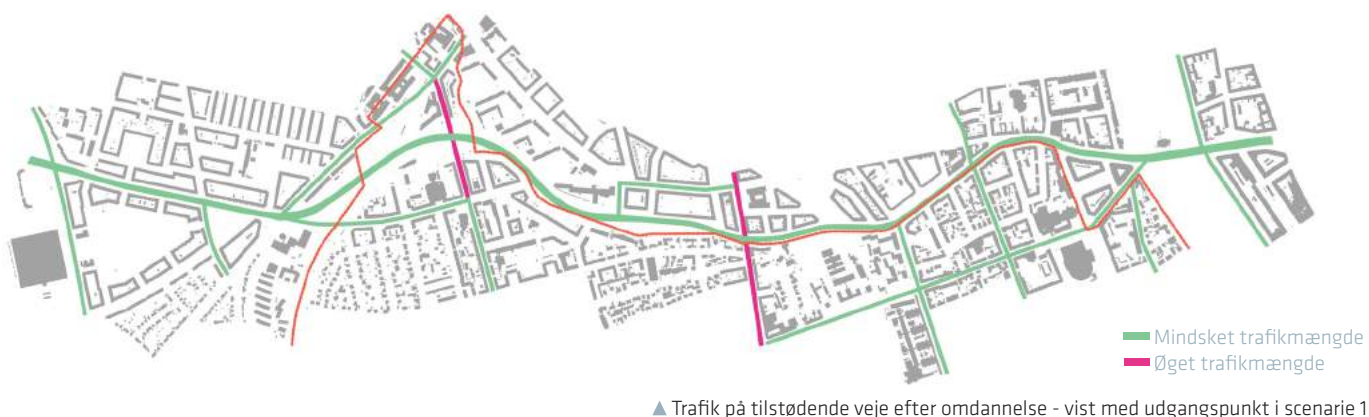 Mindsket trafikmængde
Øget trafikmængde
▲ Trafik på tilstødende veje efter omdannelse - vist med udgangspunkt i scenarie 1